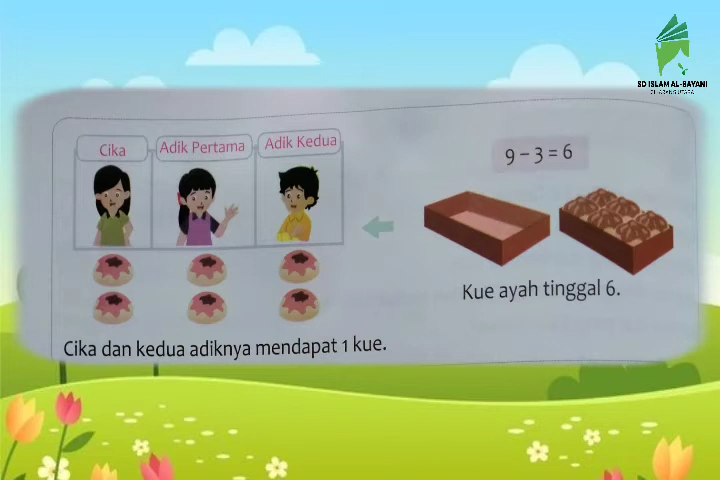 SD ISLAM AL-BAYANI
Cika
Adik Pertama
Adik Kedua
9 – 3 = 6
Kue ayah tinggal 6.
Cika dan kedua adiknya mendapat 1 kue.